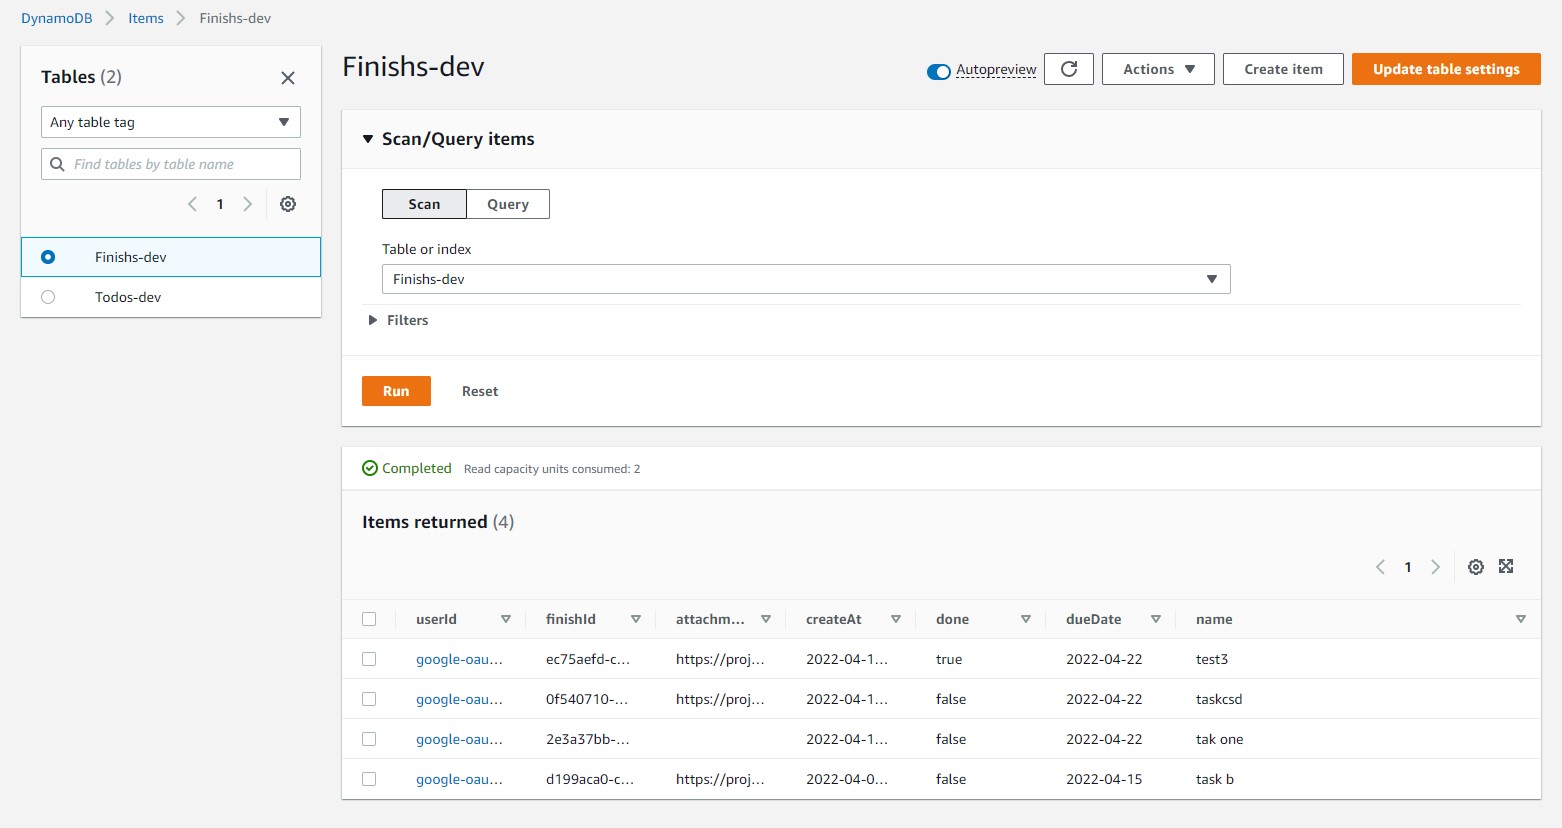 DynamoDB > Items > Finishs-dev
Tables (2)
Any table tag
Find tables by table name
1
Finishs-dev
Todos-dev
Finishs-dev
Autopreview
Actions
Create item
Update table settings
Scan/Query items
Scan Query
Table or index
Finishs-dev
Filters
Run Reset
Completed Read capacity units consumed: 2
Items returned (4)
1
userId finishId attachm... createAt done dueDate name
google-oau... ec75aefd-c... https://proj... 2022-04-1... true 2022-04-22 test3
google-oau... 0f540710-... https://proj... 2022-04-1... false 2022-04-22 taskcsd
google-oau... 2e3a37bb-... 2022-04-1... false 2022-04-22 tak one
google-oau... d199aca0-c... https://proj... 2022-04-0... false 2022-04-15 task b